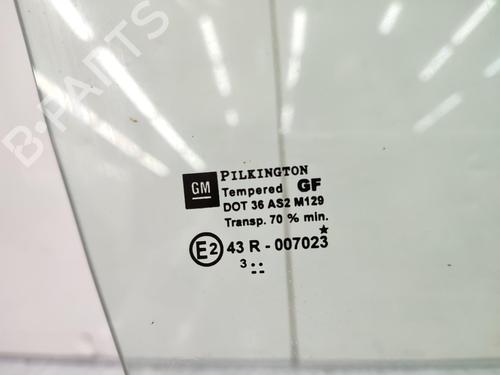 B-PARTS
GM
PILKINGTON
Tempered GF
DOT 36 AS2 M129
Transp. 70 % min.
E2 43 R - 007023
3